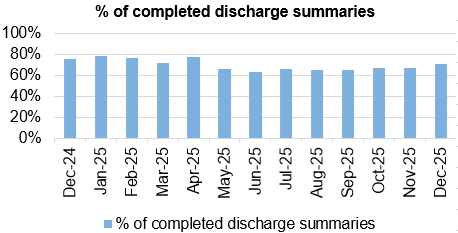 % of completed discharge summaries
100%
80%
60%
40%
20%
0%
Dec-24
Jan-25
Feb-25
Mar-25
Apr-25
May-25
Jun-25
Jul-25
Aug-25
Sep-25
Oct-25
Nov-25
Dec-25
% of completed discharge summaries